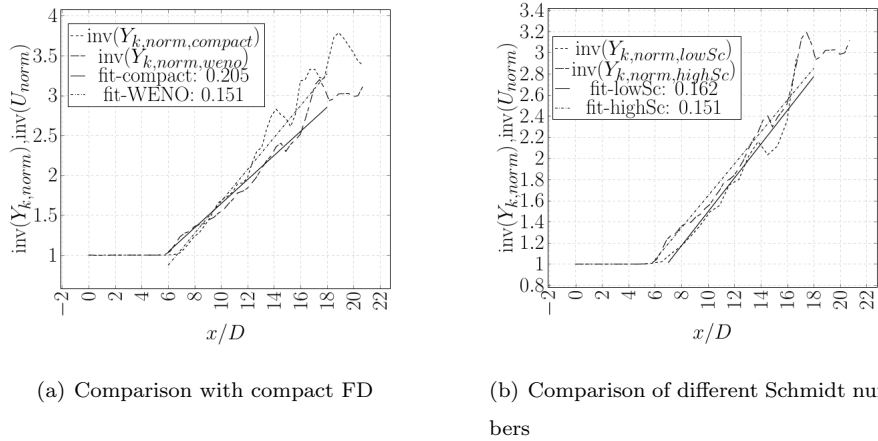 inv(Y_{k,norm}),inv(U_{norm})
4
3.5
3
2.5
2
1.5
1
inv(Y_{k,norm,compact})
inv(Y_{k,norm,weno})
fit-compact: 0.205
fit-WENO: 0.151
−2 0 2 4 6 8 10 12 14 16 18 20 22
x/D
(a) Comparison with compact FD
inv(Y_{k,norm}),inv(U_{norm})
3.4
3.2
3
2.8
2.6
2.4
2.2
2
1.8
1.6
1.4
1.2
1
0.8
inv(Y_{k,norm,lowSc})
inv(Y_{k,norm,highSc})
fit-lowSc: 0.162
fit-highSc: 0.151
−2 0 2 4 6 8 10 12 14 16 18 20 22
x/D
(b) Comparison of different Schmidt nu
bers